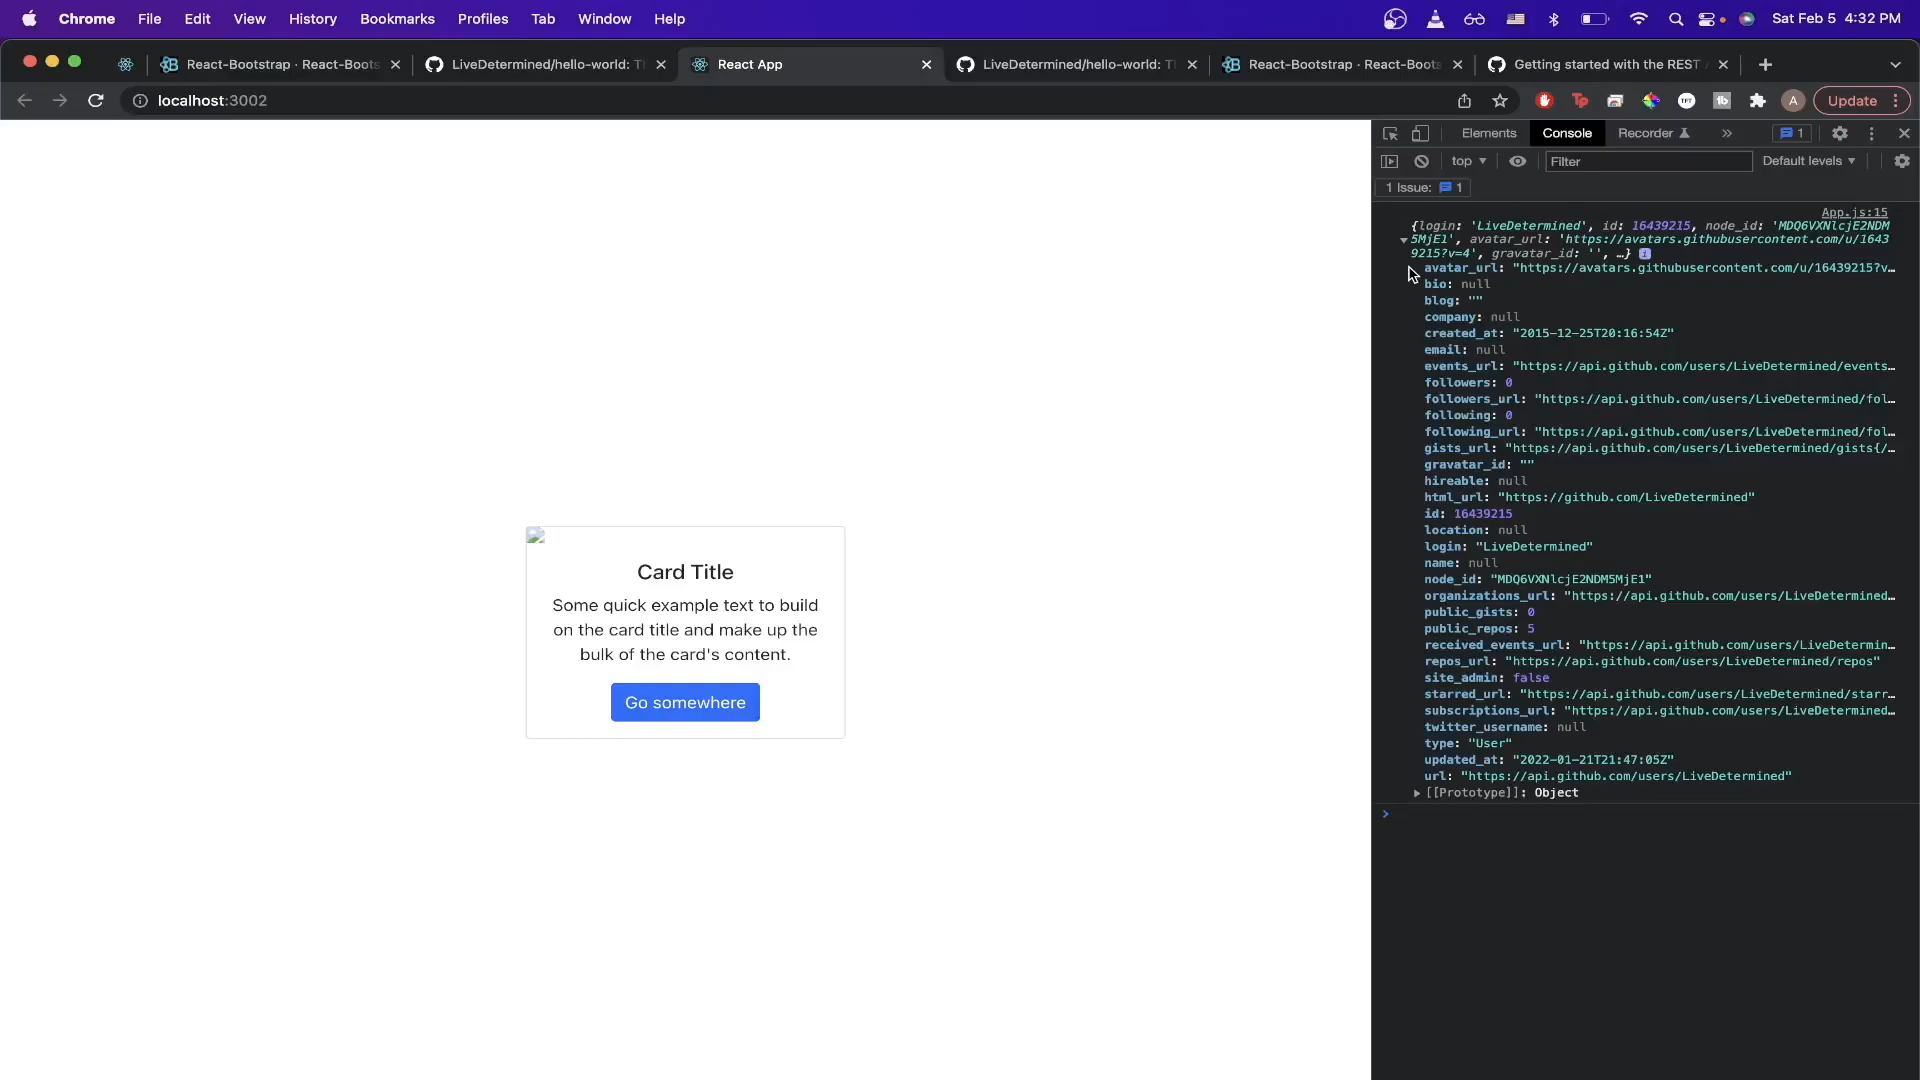 Chrome File Edit View History Bookmarks Profiles Tab Window Help Sat Feb 5 4:32 PM
React-Bootstrap · React-Boots LiveDetermined/hello-world: T React App LiveDetermined/hello-world: T React-Bootstrap · React-Boots Getting started with the REST
localhost:3002 Tp TFT tb A Update
Elements Console Recorder 1
top Filter Default levels
1 Issue: 1
App.js:15
{login: 'LiveDetermined', id: 16439215, node_id: 'MDQ6VXNlcjE2NDM
5MjE1', avatar_url: 'https://avatars.githubusercontent.com/u/1643
9215?v=4', gravatar_id: '', …} i
avatar_url: "https://avatars.githubusercontent.com/u/16439215?v…
bio: null
blog: ""
company: null
created_at: "2015-12-25T20:16:54Z"
email: null
events_url: "https://api.github.com/users/LiveDetermined/events…
followers: 0
followers_url: "https://api.github.com/users/LiveDetermined/fol…
following: 0
following_url: "https://api.github.com/users/LiveDetermined/fol…
gists_url: "https://api.github.com/users/LiveDetermined/gists{/…
gravatar_id: ""
hireable: null
html_url: "https://github.com/LiveDetermined"
id: 16439215
location: null
login: "LiveDetermined"
name: null
node_id: "MDQ6VXNlcjE2NDM5MjE1"
organizations_url: "https://api.github.com/users/LiveDetermined…
public_gists: 0
public_repos: 5
received_events_url: "https://api.github.com/users/LiveDetermin…
repos_url: "https://api.github.com/users/LiveDetermined/repos"
site_admin: false
starred_url: "https://api.github.com/users/LiveDetermined/starr…
subscriptions_url: "https://api.github.com/users/LiveDetermined…
twitter_username: null
type: "User"
updated_at: "2022-01-21T21:47:05Z"
url: "https://api.github.com/users/LiveDetermined"
[[Prototype]]: Object
Card Title
Some quick example text to build
on the card title and make up the
bulk of the card's content.
Go somewhere